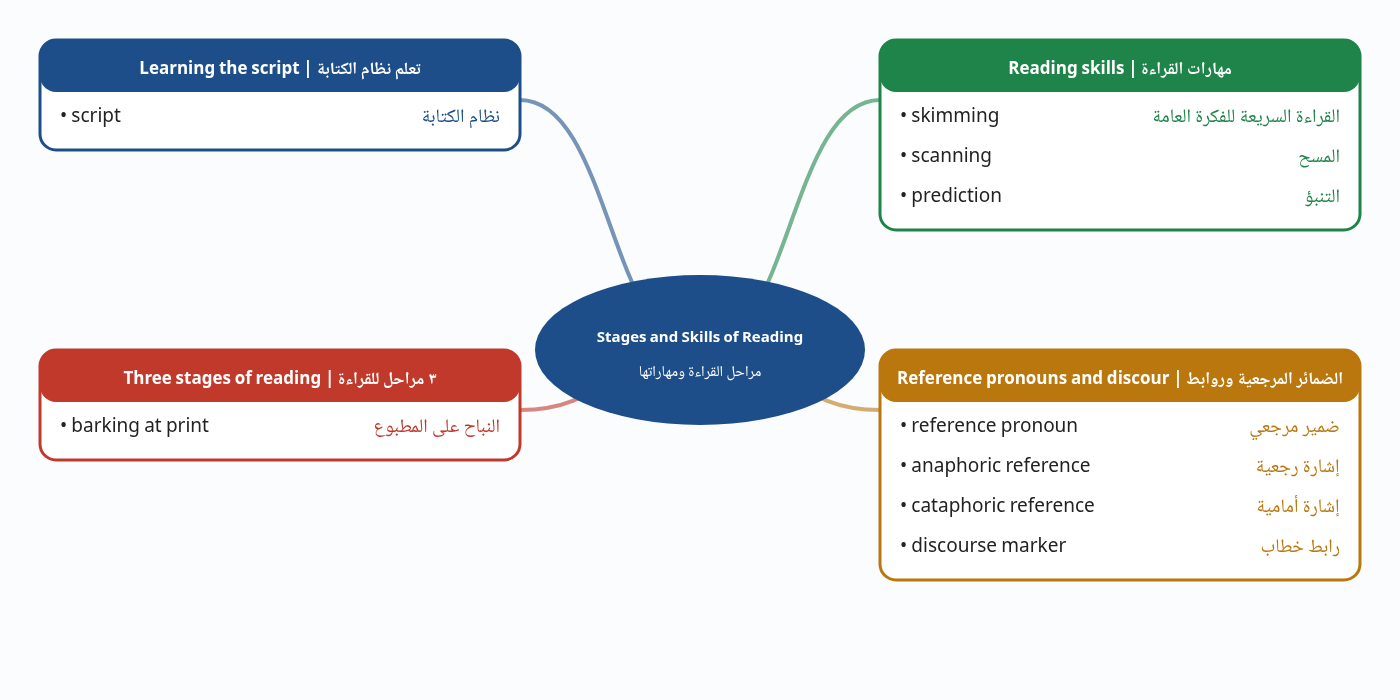 Learning the script | تعلم نظام الكتابة
• script نظام الكتابة
Reading skills | مهارات القراءة
• skimming القراءة السريعة للفكرة العامة
• scanning المسح
• prediction التنبؤ
Stages and Skills of Reading
مراحل القراءة ومهاراتها
Three stages of reading | ٣ مراحل للقراءة
• barking at print النباح على المطبوع
Reference pronouns and discour | الضمائر المرجعية وروابط
• reference pronoun ضمير مرجعي
• anaphoric reference إشارة رجعية
• cataphoric reference إشارة أمامية
• discourse marker رابط خطاب